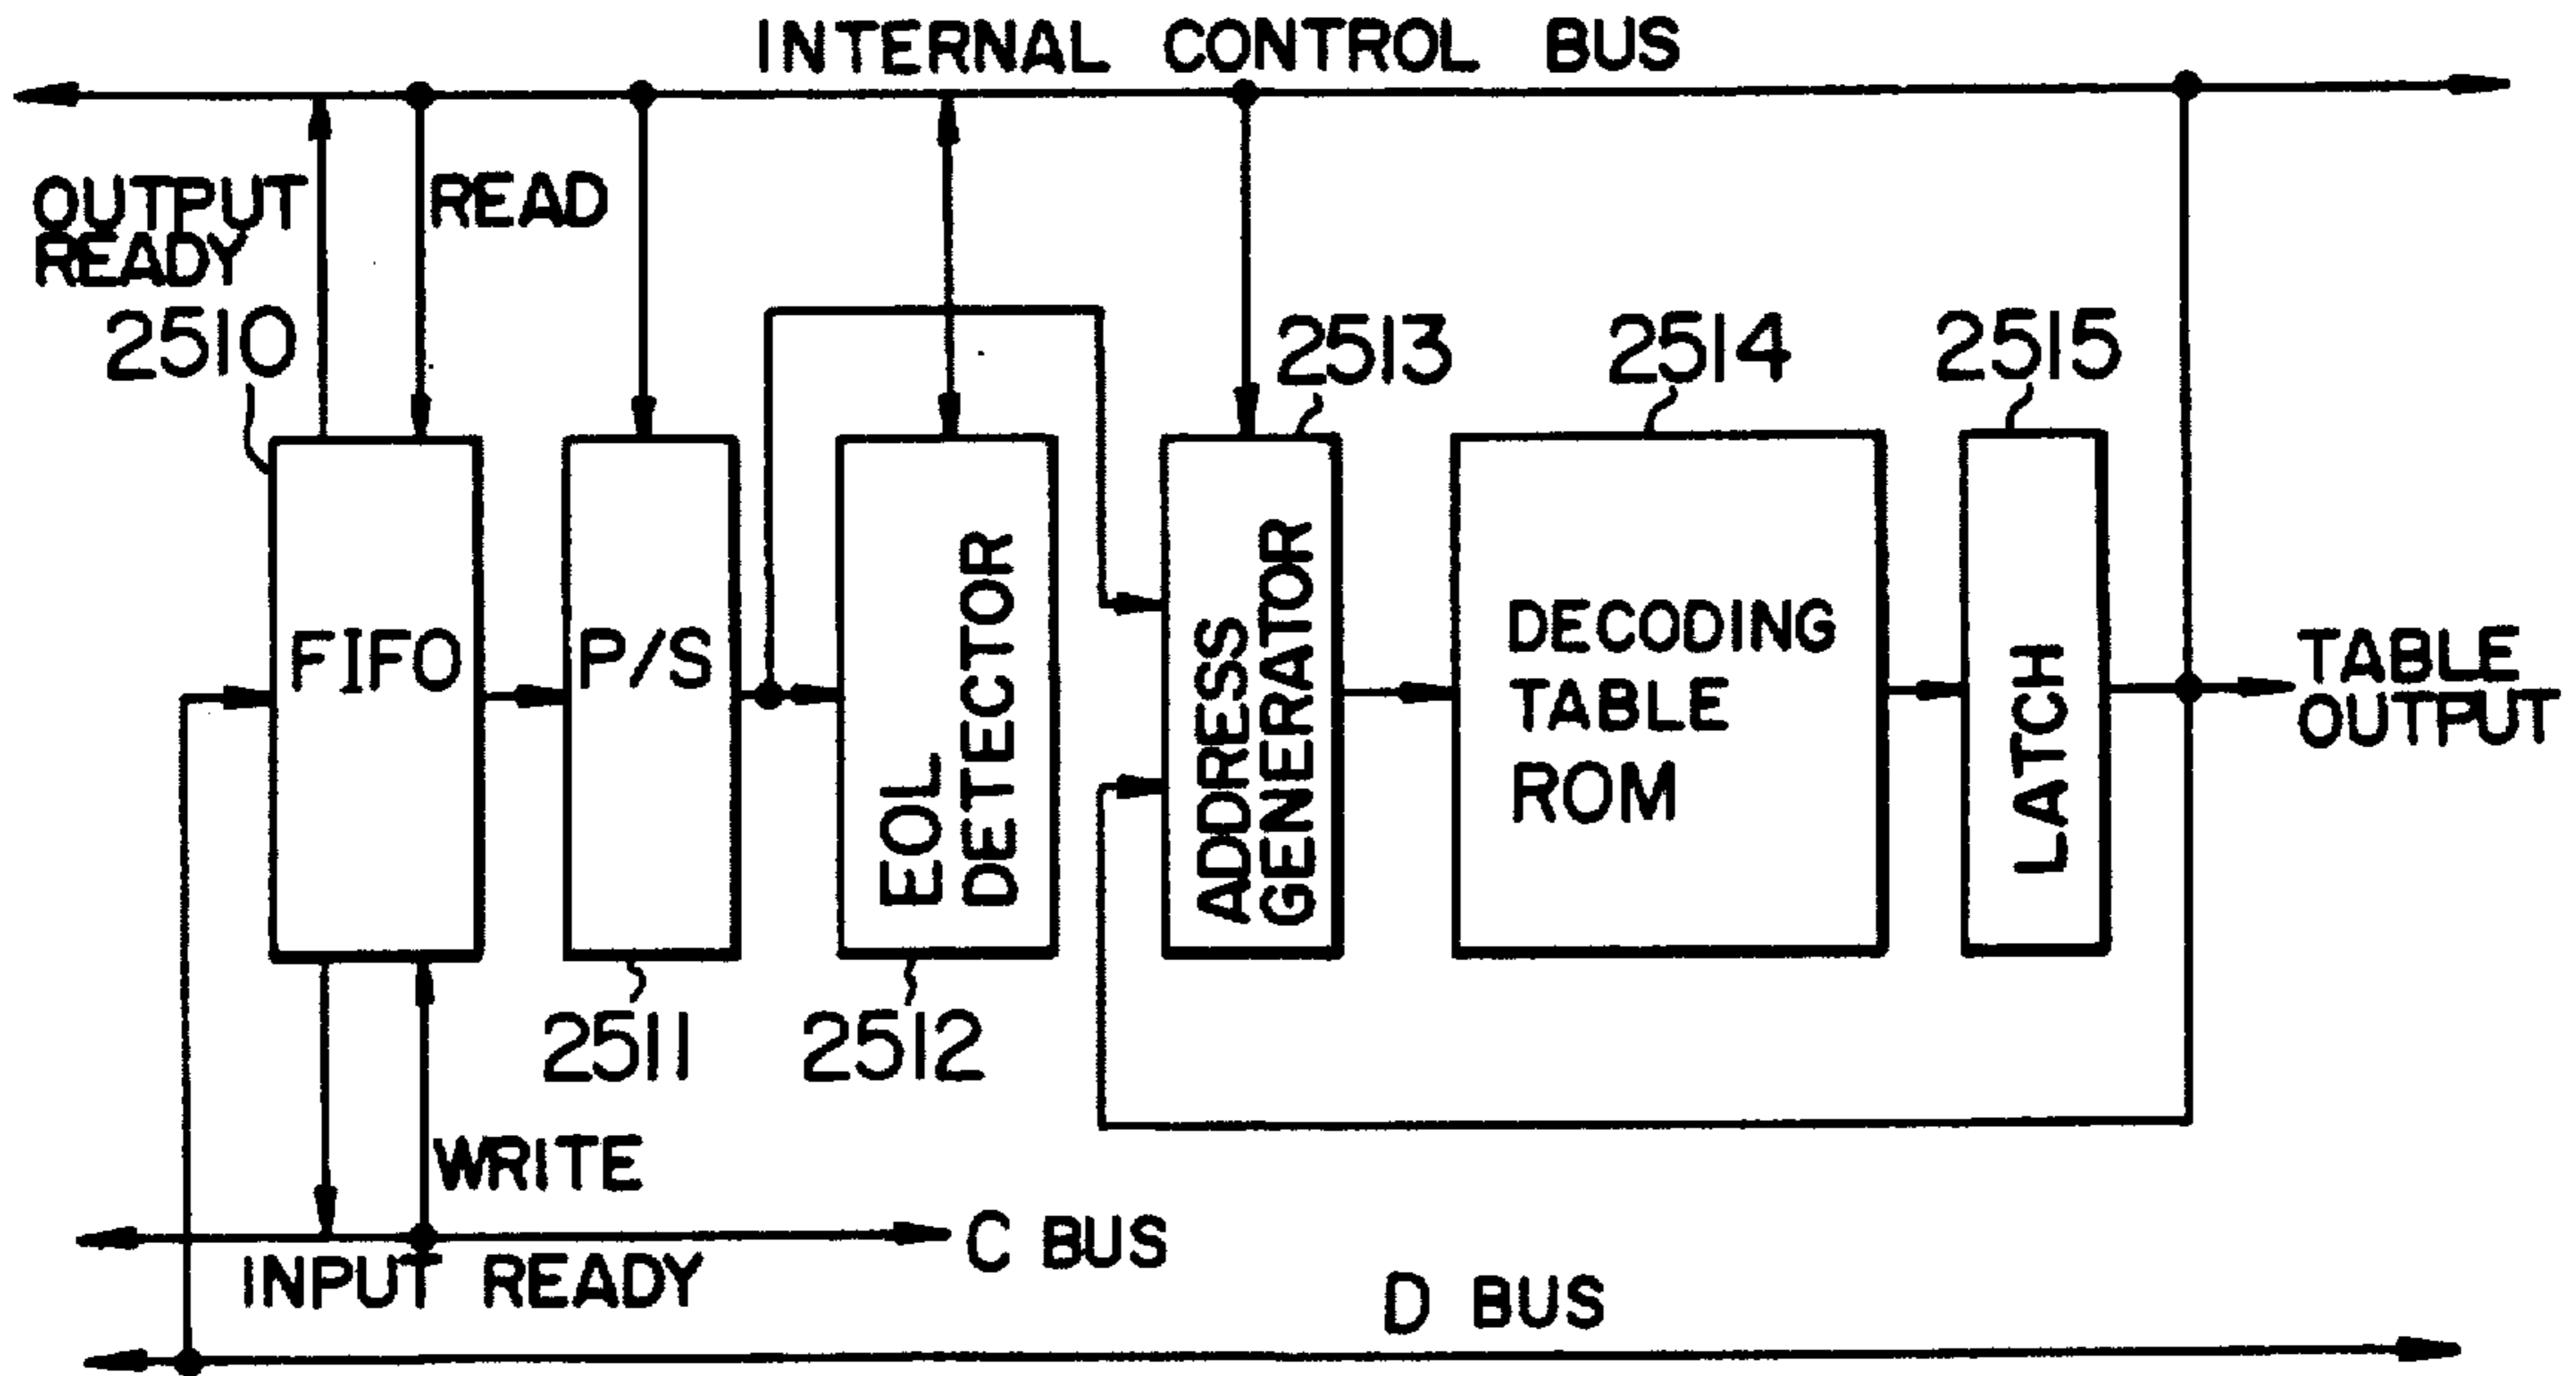 INTERNAL CONTROL BUS
OUTPUT
READY
READ
2510
2513
2514
2515
FIFO
P/S
EOL
DETECTOR
ADDRESS
GENERATOR
DECODING
TABLE
ROM
LATCH
TABLE
OUTPUT
2511
2512
WRITE
C BUS
INPUT READY
D BUS